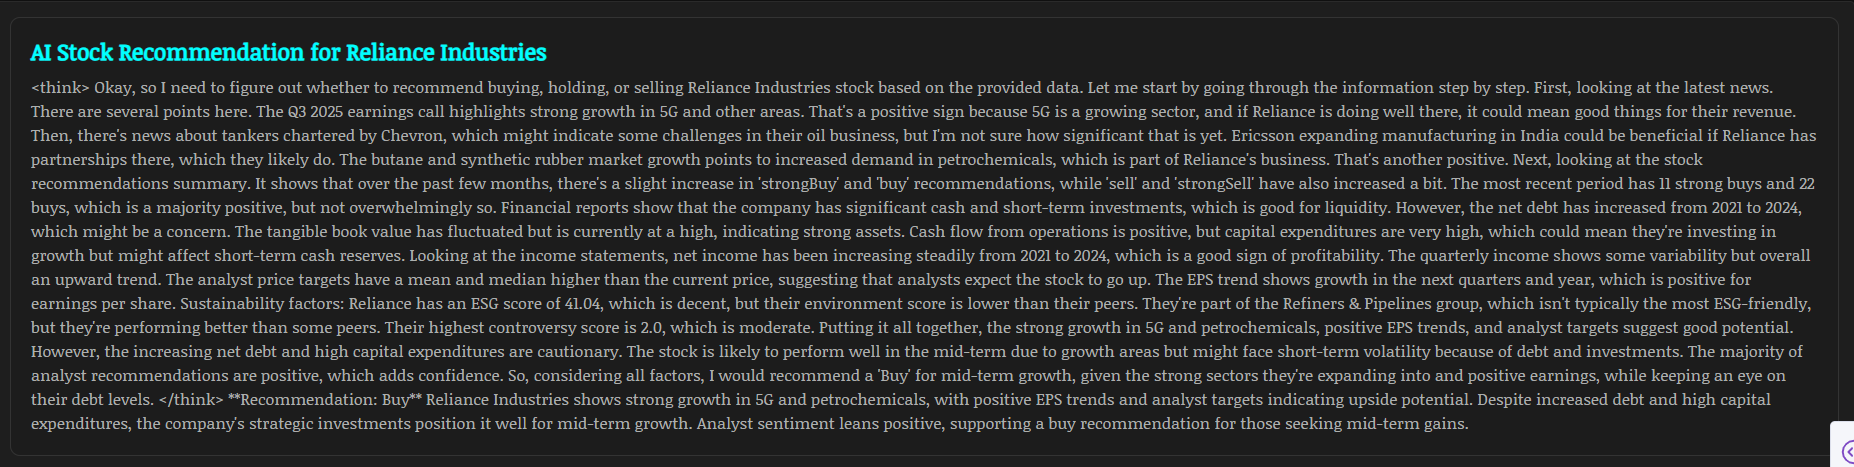 AI Stock Recommendation for Reliance Industries
<think> Okay, so I need to figure out whether to recommend buying, holding, or selling Reliance Industries stock based on the provided data. Let me start by going through the information step by step. First, looking at the latest news.
There are several points here. The Q3 2025 earnings call highlights strong growth in 5G and other areas. That's a positive sign because 5G is a growing sector, and if Reliance is doing well there, it could mean good things for their revenue.
Then, there's news about tankers chartered by Chevron, which might indicate some challenges in their oil business, but I'm not sure how significant that is yet. Ericsson expanding manufacturing in India could be beneficial if Reliance has
partnerships there, which they likely do. The butane and synthetic rubber market growth points to increased demand in petrochemicals, which is part of Reliance's business. That's another positive. Next, looking at the stock
recommendations summary. It shows that over the past few months, there's a slight increase in 'strongBuy' and 'buy' recommendations, while 'sell' and 'strongSell' have also increased a bit. The most recent period has 11 strong buys and 22
buys, which is a majority positive, but not overwhelmingly so. Financial reports show that the company has significant cash and short-term investments, which is good for liquidity. However, the net debt has increased from 2021 to 2024,
which might be a concern. The tangible book value has fluctuated but is currently at a high, indicating strong assets. Cash flow from operations is positive, but capital expenditures are very high, which could mean they're investing in
growth but might affect short-term cash reserves. Looking at the income statements, net income has been increasing steadily from 2021 to 2024, which is a good sign of profitability. The quarterly income shows some variability but overall
an upward trend. The analyst price targets have a mean and median higher than the current price, suggesting that analysts expect the stock to go up. The EPS trend shows growth in the next quarters and year, which is positive for
earnings per share. Sustainability factors: Reliance has an ESG score of 41.04, which is decent, but their environment score is lower than their peers. They're part of the Refiners & Pipelines group, which isn't typically the most ESG-friendly,
but they're performing better than some peers. Their highest controversy score is 2.0, which is moderate. Putting it all together, the strong growth in 5G and petrochemicals, positive EPS trends, and analyst targets suggest good potential.
However, the increasing net debt and high capital expenditures are cautionary. The stock is likely to perform well in the mid-term due to growth areas but might face short-term volatility because of debt and investments. The majority of
analyst recommendations are positive, which adds confidence. So, considering all factors, I would recommend a 'Buy' for mid-term growth, given the strong sectors they're expanding into and positive earnings, while keeping an eye on
their debt levels. </think> **Recommendation: Buy** Reliance Industries shows strong growth in 5G and petrochemicals, with positive EPS trends and analyst targets indicating upside potential. Despite increased debt and high capital
expenditures, the company's strategic investments position it well for mid-term growth. Analyst sentiment leans positive, supporting a buy recommendation for those seeking mid-term gains.